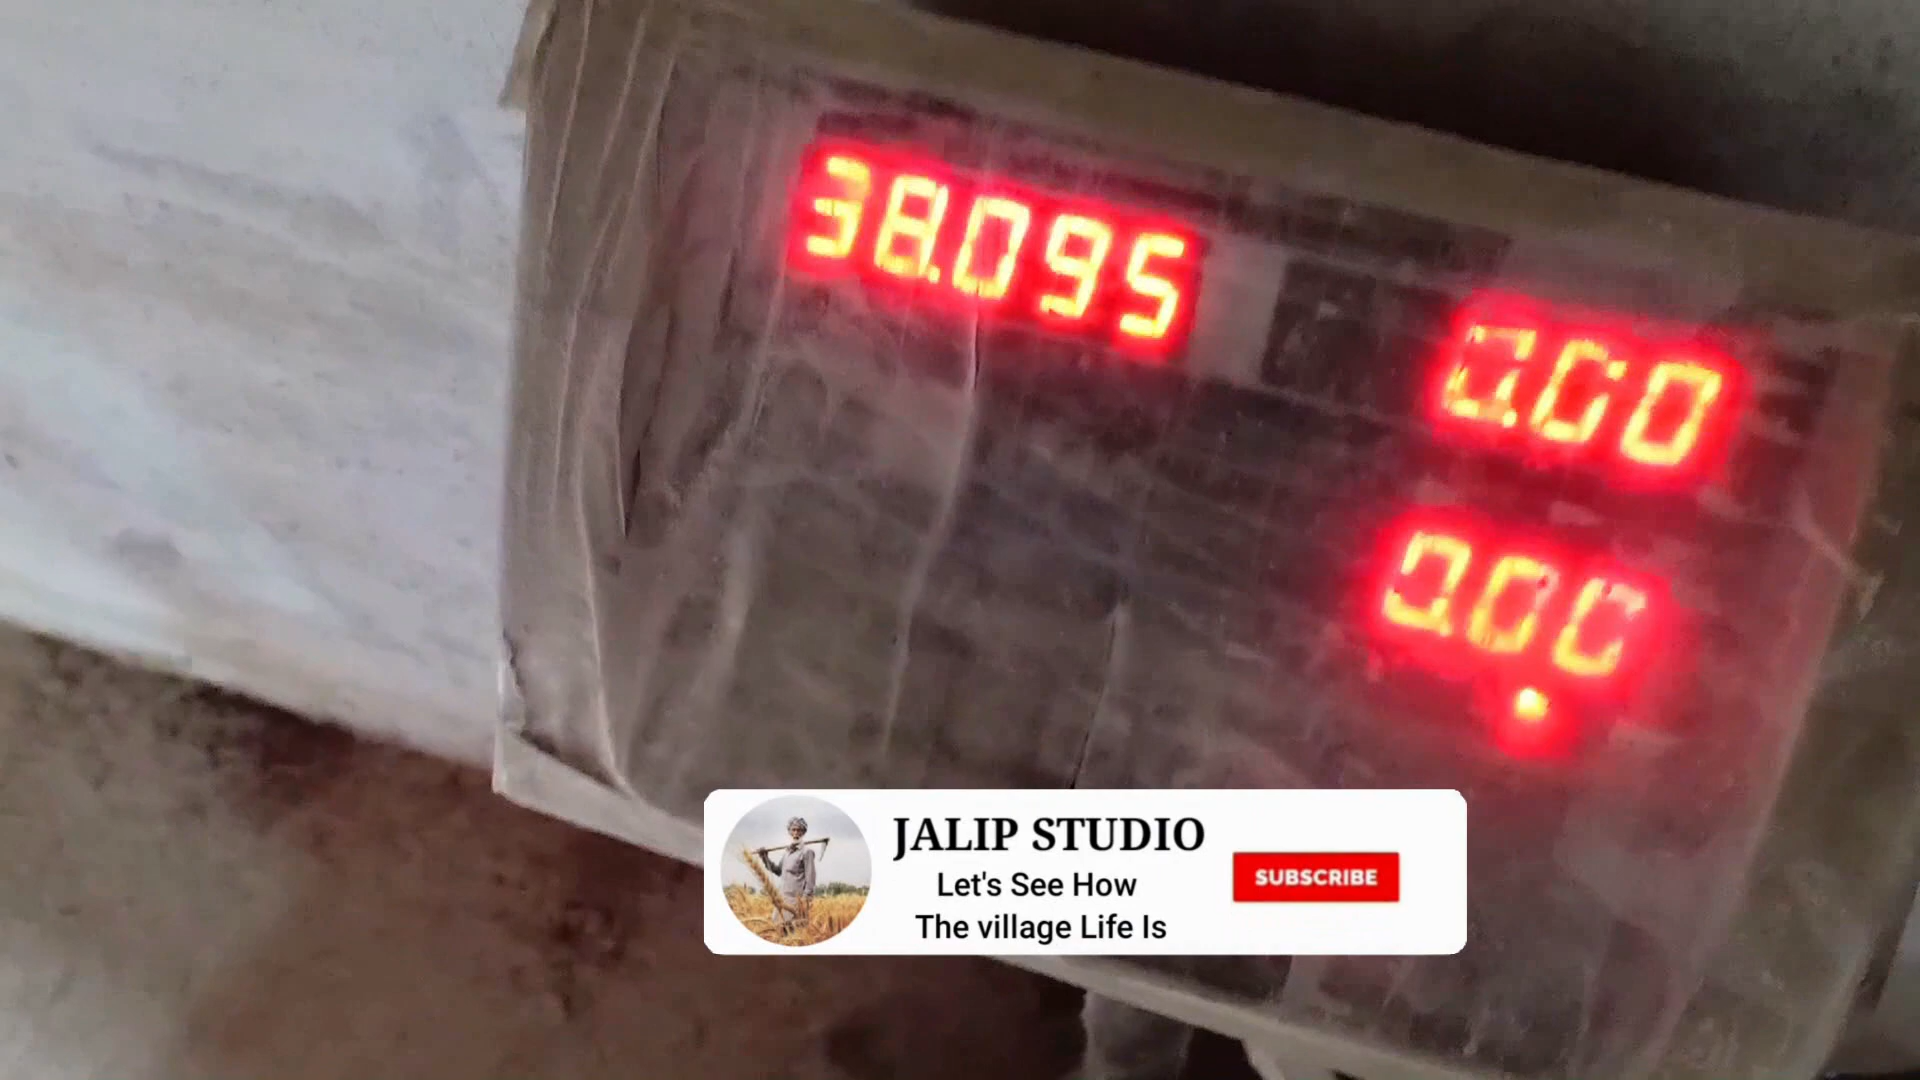 38.095
0.00
0.00
JALIP STUDIO
Let's See How
The village Life Is
SUBSCRIBE